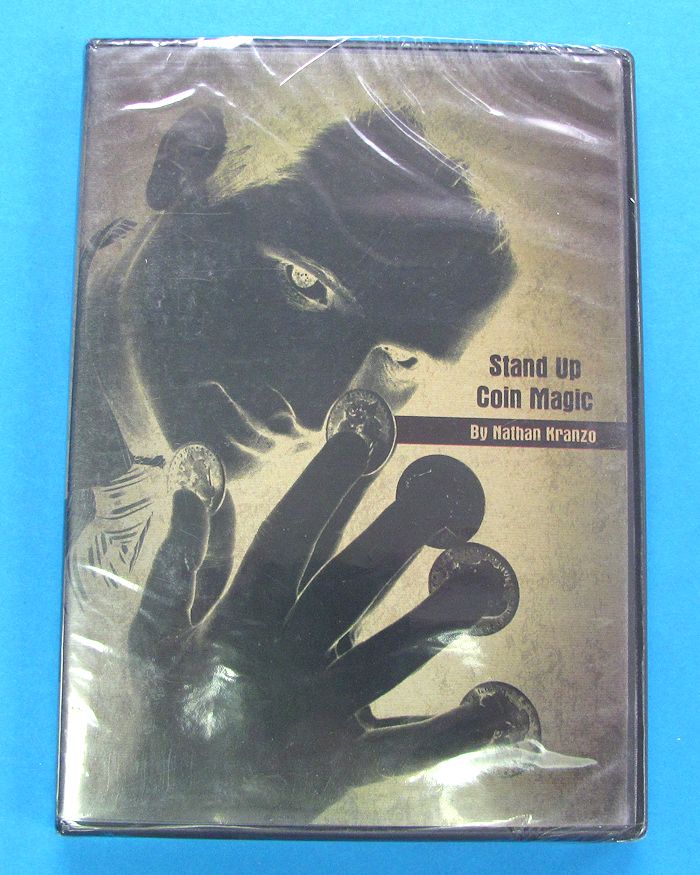 Stand Up
Coin Magic
By Nathan Kranzo